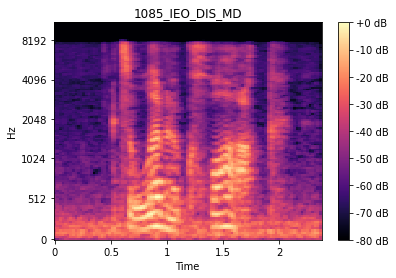 1085_IEO_DIS_MD
+0 dB
8192
-10 dB
4096
-20 dB
-30 dB
2048
Hz
-40 dB
1024
-50 dB
512
-60 dB
-70 dB
0
-80 dB
0
0.5
1
1.5
2
Time